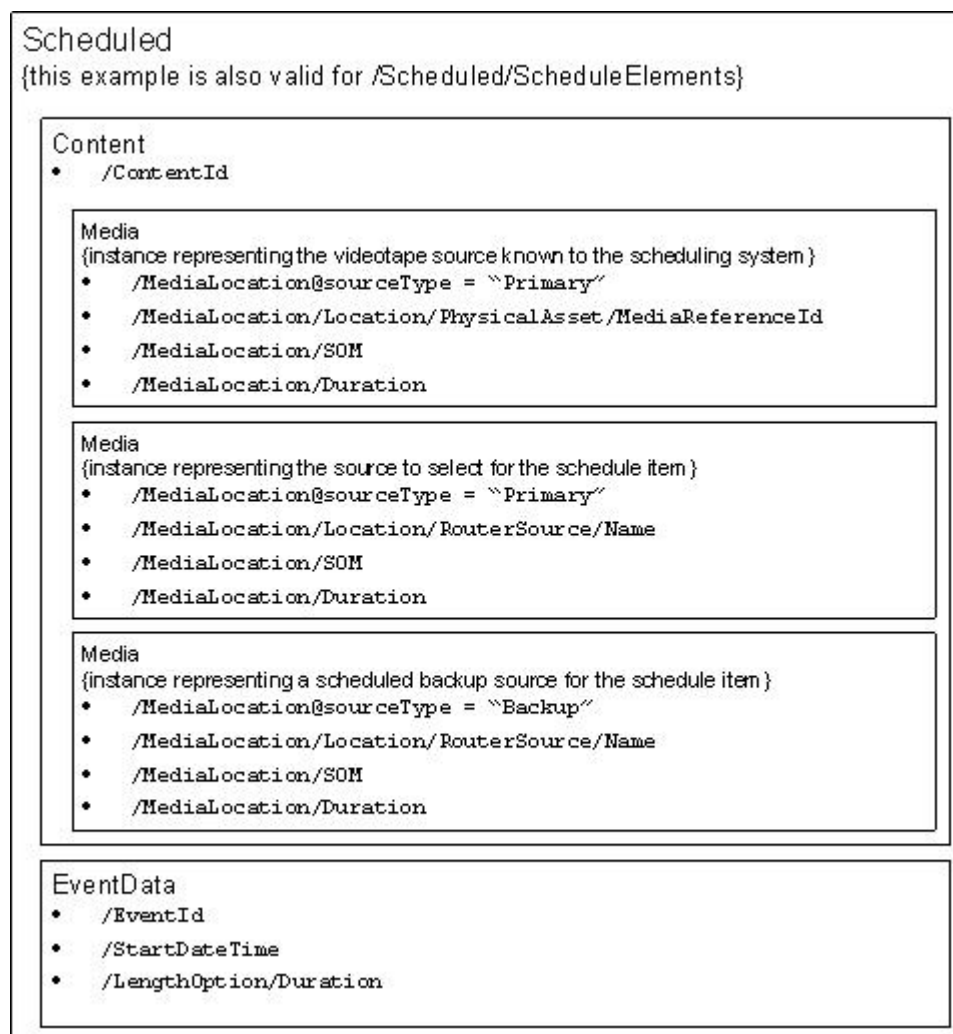 Scheduled
{this example is also valid for /Scheduled/ScheduleElements}
Content
• /ContentId
Media
{instance representing the videotape source known to the scheduling system}
• /MediaLocation@sourceType = ``Primary″
• /MediaLocation/Location/PhysicalAsset/MediaReferenceId
• /MediaLocation/SOM
• /MediaLocation/Duration
Media
{instance representing the source to select for the schedule item}
• /MediaLocation@sourceType = ``Primary″
• /MediaLocation/Location/RouterSource/Name
• /MediaLocation/SOM
• /MediaLocation/Duration
Media
{instance representing a scheduled backup source for the schedule item}
• /MediaLocation@sourceType = ``Backup″
• /MediaLocation/Location/RouterSource/Name
• /MediaLocation/SOM
• /MediaLocation/Duration
EventData
• /EventId
• /StartDateTime
• /LengthOption/Duration